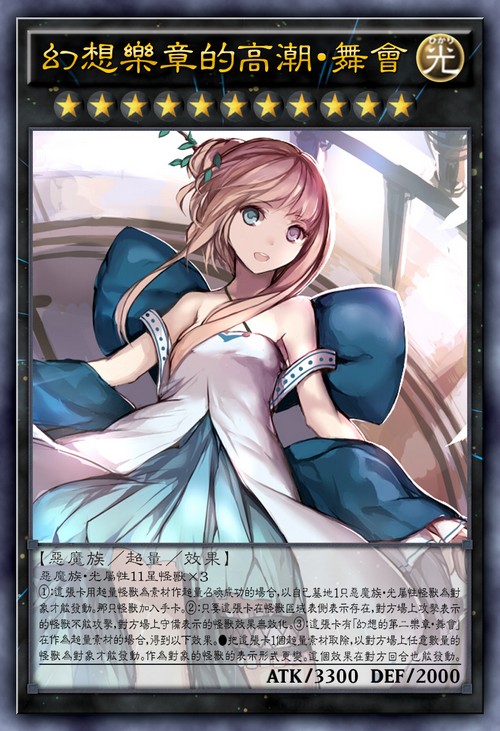 幻想樂章的高潮•舞會
ひかり
光
【惡魔族／超量／效果】
惡魔族•光屬性11星怪獸×3
①:這張卡用超量怪獸為素材作超量召喚成功的場合，以自己墓地1只惡魔族•光屬性怪獸為對
象才能發動。那只怪獸加入手卡。②:只要這張卡在怪獸區域表側表示存在，對方場上攻擊表示
的怪獸不能攻擊，對方場上守備表示的怪獸效果無效化。③:這張卡有「幻想的第二樂章•舞會」
在作為超量素材的場合，得到以下效果。●把這張卡1個超量素材取除，以對方場上任意數量的
怪獸為對象才能發動。作為對象的怪獸的表示形式更變。這個效果在對方回合也能發動。
ATK/3300 DEF/2000